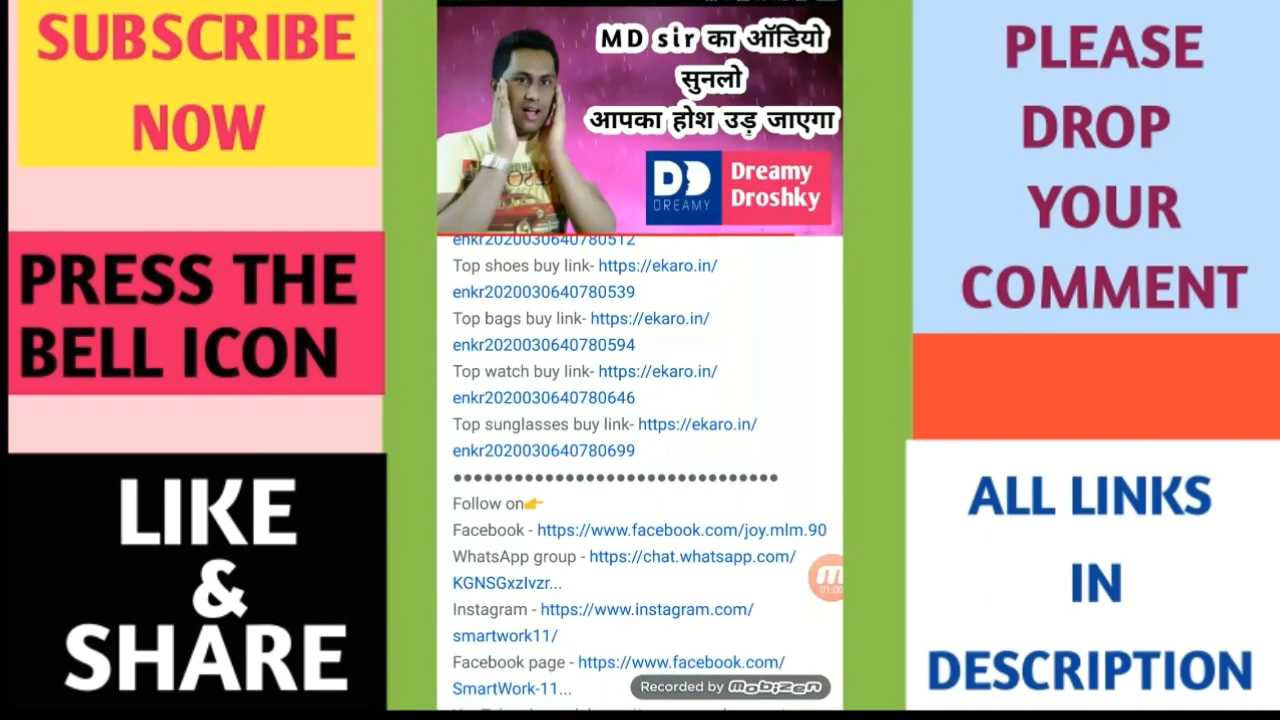 SUBSCRIBE
NOW
PRESS THE
BELL ICON
LIKE
&
SHARE
MD sir का ऑडियो
सुनलो
आपका होश उड़ जाएगा
DREAMY
Dreamy
Droshky
enkr2020030640780512
Top shoes buy link- https://ekaro.in/
enkr2020030640780539
Top bags buy link- https://ekaro.in/
enkr2020030640780594
Top watch buy link- https://ekaro.in/
enkr2020030640780646
Top sunglasses buy link- https://ekaro.in/
enkr2020030640780699
Follow on👉
Facebook - https://www.facebook.com/joy.mlm.90
WhatsApp group - https://chat.whatsapp.com/
KGNSGxzIvzr...
01:00
Instagram - https://www.instagram.com/
smartwork11/
Facebook page - https://www.facebook.com/
SmartWork-11...
Recorded by mobizen
PLEASE
DROP
YOUR
COMMENT
ALL LINKS
IN
DESCRIPTION